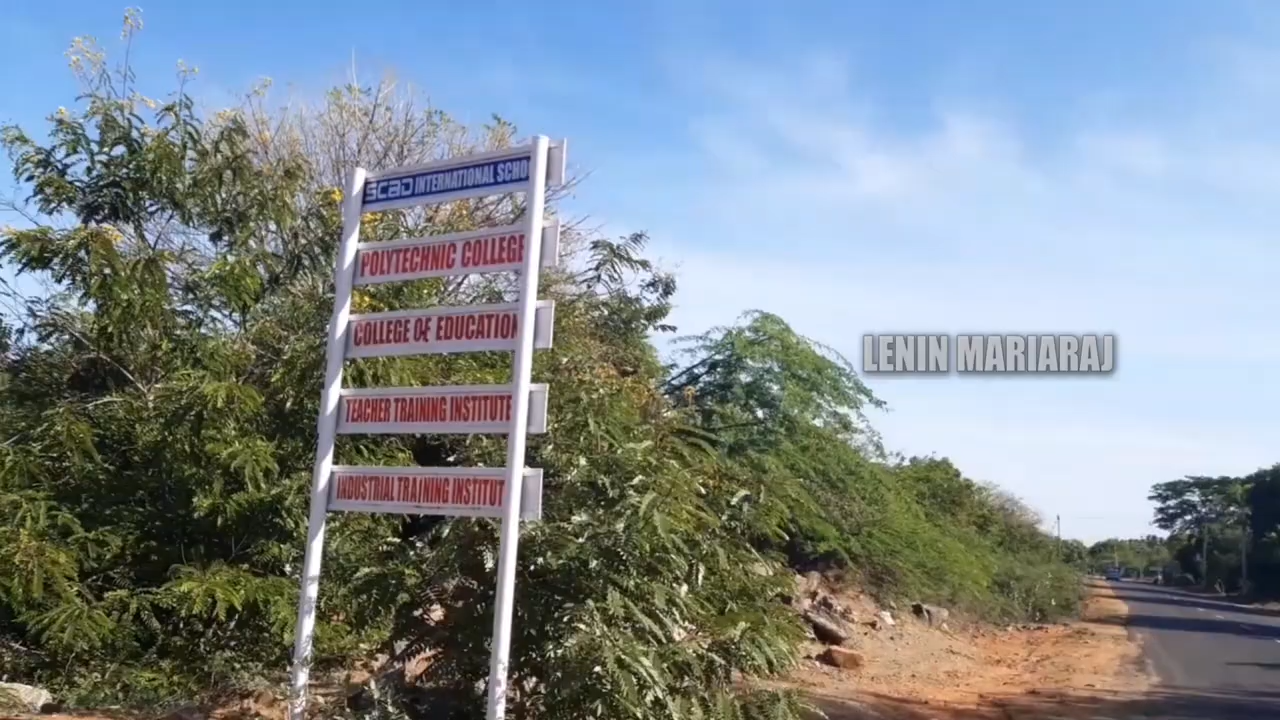 SCAD INTERNATIONAL SCHO
POLYTECHNIC COLLEGE
COLLEGE OF EDUCATION
TEACHER TRAINING INSTITUTE
INDUSTRIAL TRAINING INSTITUT
LENIN MARIARAJ